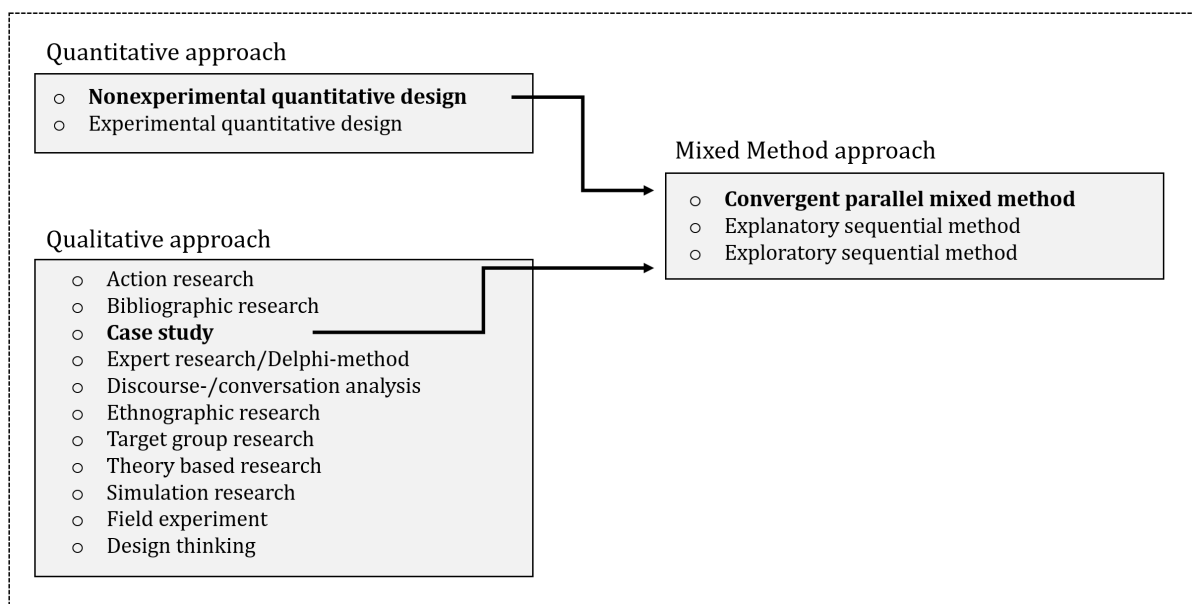 Quantitative approach
○ Nonexperimental quantitative design
○ Experimental quantitative design
Mixed Method approach
○ Convergent parallel mixed method
○ Explanatory sequential method
○ Exploratory sequential method
Qualitative approach
○ Action research
○ Bibliographic research
○ Case study
○ Expert research/Delphi-method
○ Discourse-/conversation analysis
○ Ethnographic research
○ Target group research
○ Theory based research
○ Simulation research
○ Field experiment
○ Design thinking